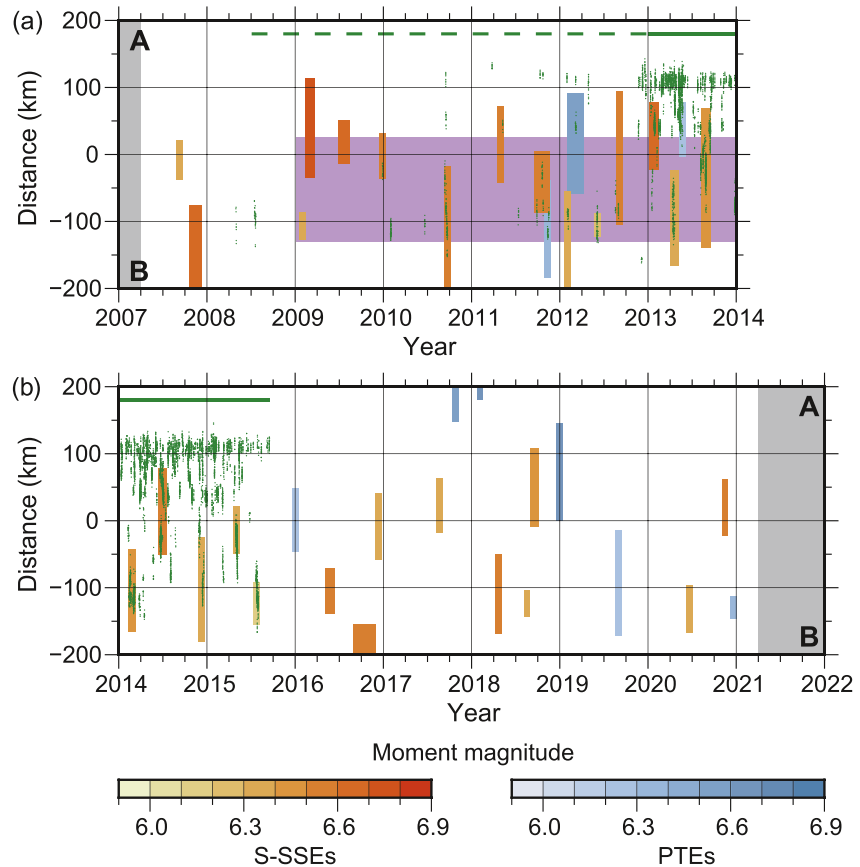 (a)
200
100
0
−100
−200
Distance (km)
A
B
2007 2008 2009 2010 2011 2012 2013 2014
Year
(b)
200
100
0
−100
−200
Distance (km)
A
B
2014 2015 2016 2017 2018 2019 2020 2021 2022
Year
Moment magnitude
6.0 6.3 6.6 6.9
S-SSEs
6.0 6.3 6.6 6.9
PTEs